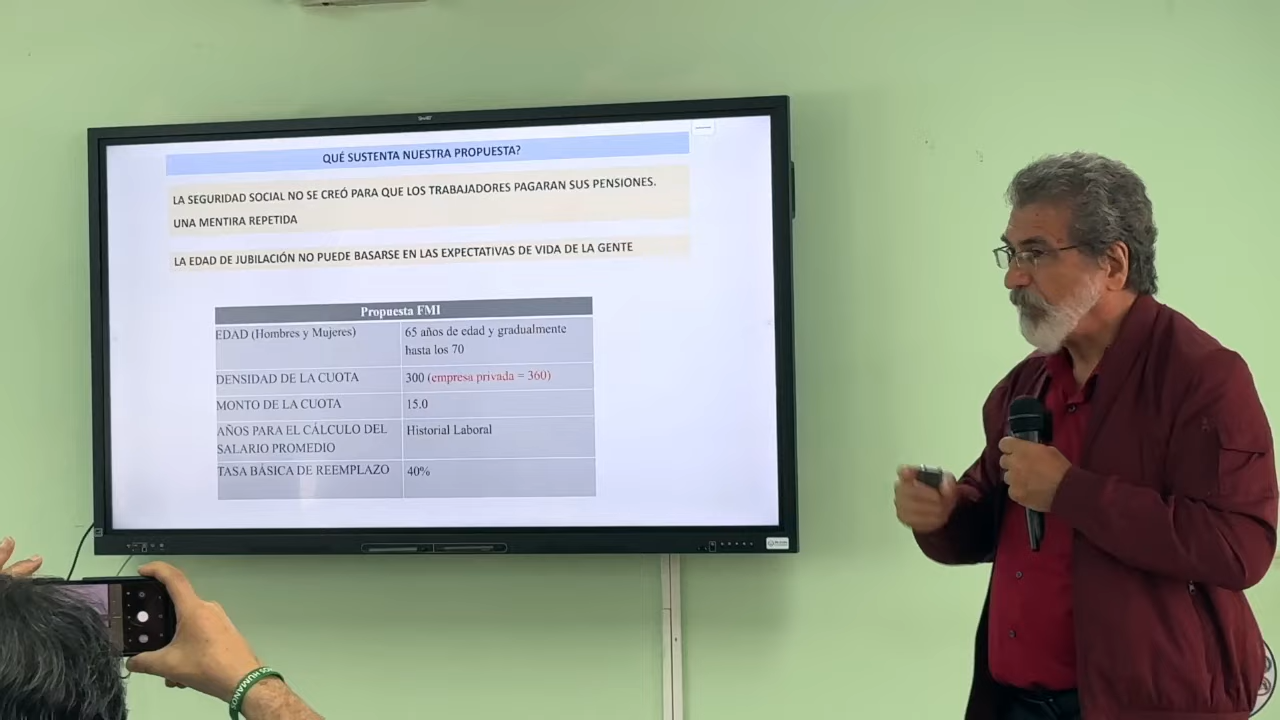 QUÉ SUSTENTA NUESTRA PROPUESTA?
LA SEGURIDAD SOCIAL NO SE CREÓ PARA QUE LOS TRABAJADORES PAGARAN SUS PENSIONES.
UNA MENTIRA REPETIDA
LA EDAD DE JUBILACIÓN NO PUEDE BASARSE EN LAS EXPECTATIVAS DE VIDA DE LA GENTE
Propuesta FMI
EDAD (Hombres y Mujeres)
65 años de edad y gradualmente
hasta los 70
DENSIDAD DE LA CUOTA
300 (empresa privada = 360)
MONTO DE LA CUOTA
15.0
AÑOS PARA EL CÁLCULO DEL
SALARIO PROMEDIO
Historial Laboral
TASA BÁSICA DE REEMPLAZO
40%